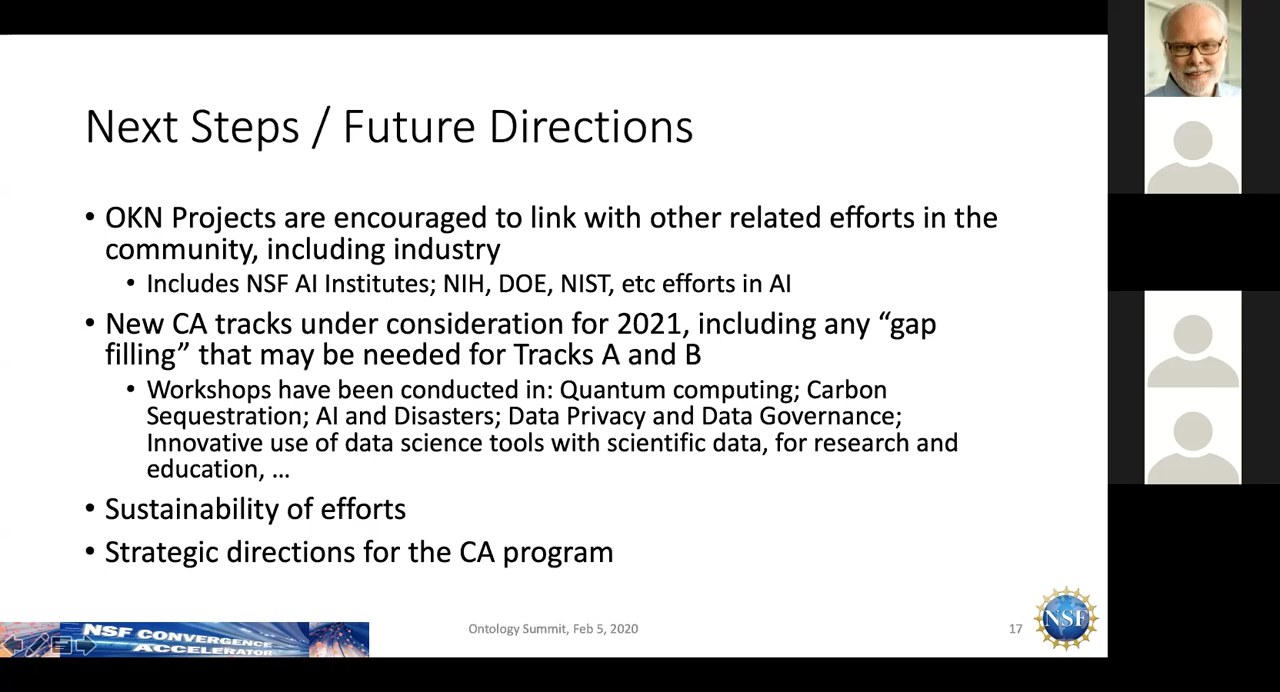 Next Steps / Future Directions
• OKN Projects are encouraged to link with other related efforts in the
community, including industry
• Includes NSF AI Institutes; NIH, DOE, NIST, etc efforts in AI
• New CA tracks under consideration for 2021, including any “gap
filling” that may be needed for Tracks A and B
• Workshops have been conducted in: Quantum computing; Carbon
Sequestration; AI and Disasters; Data Privacy and Data Governance;
Innovative use of data science tools with scientific data, for research and
education, …
• Sustainability of efforts
• Strategic directions for the CA program
NSF CONVERGENCE
ACCELERATOR
Ontology Summit, Feb 5, 2020
17
NSF